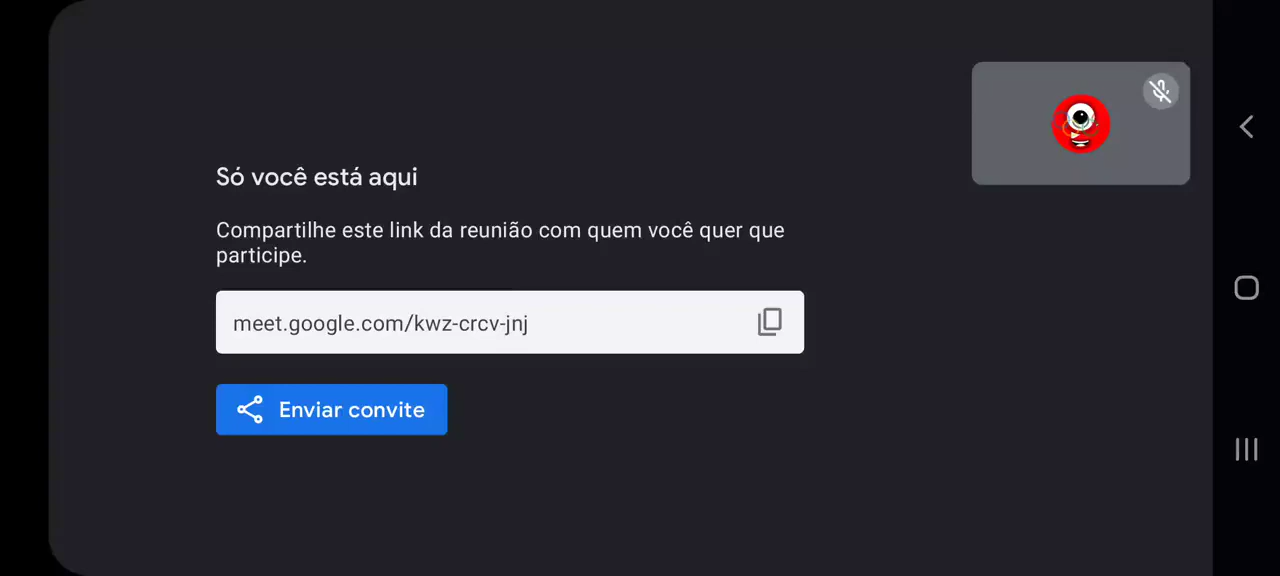 Só você está aqui
Compartilhe este link da reunião com quem você quer que
participe.
meet.google.com/kwz-crcv-jnj
Enviar convite